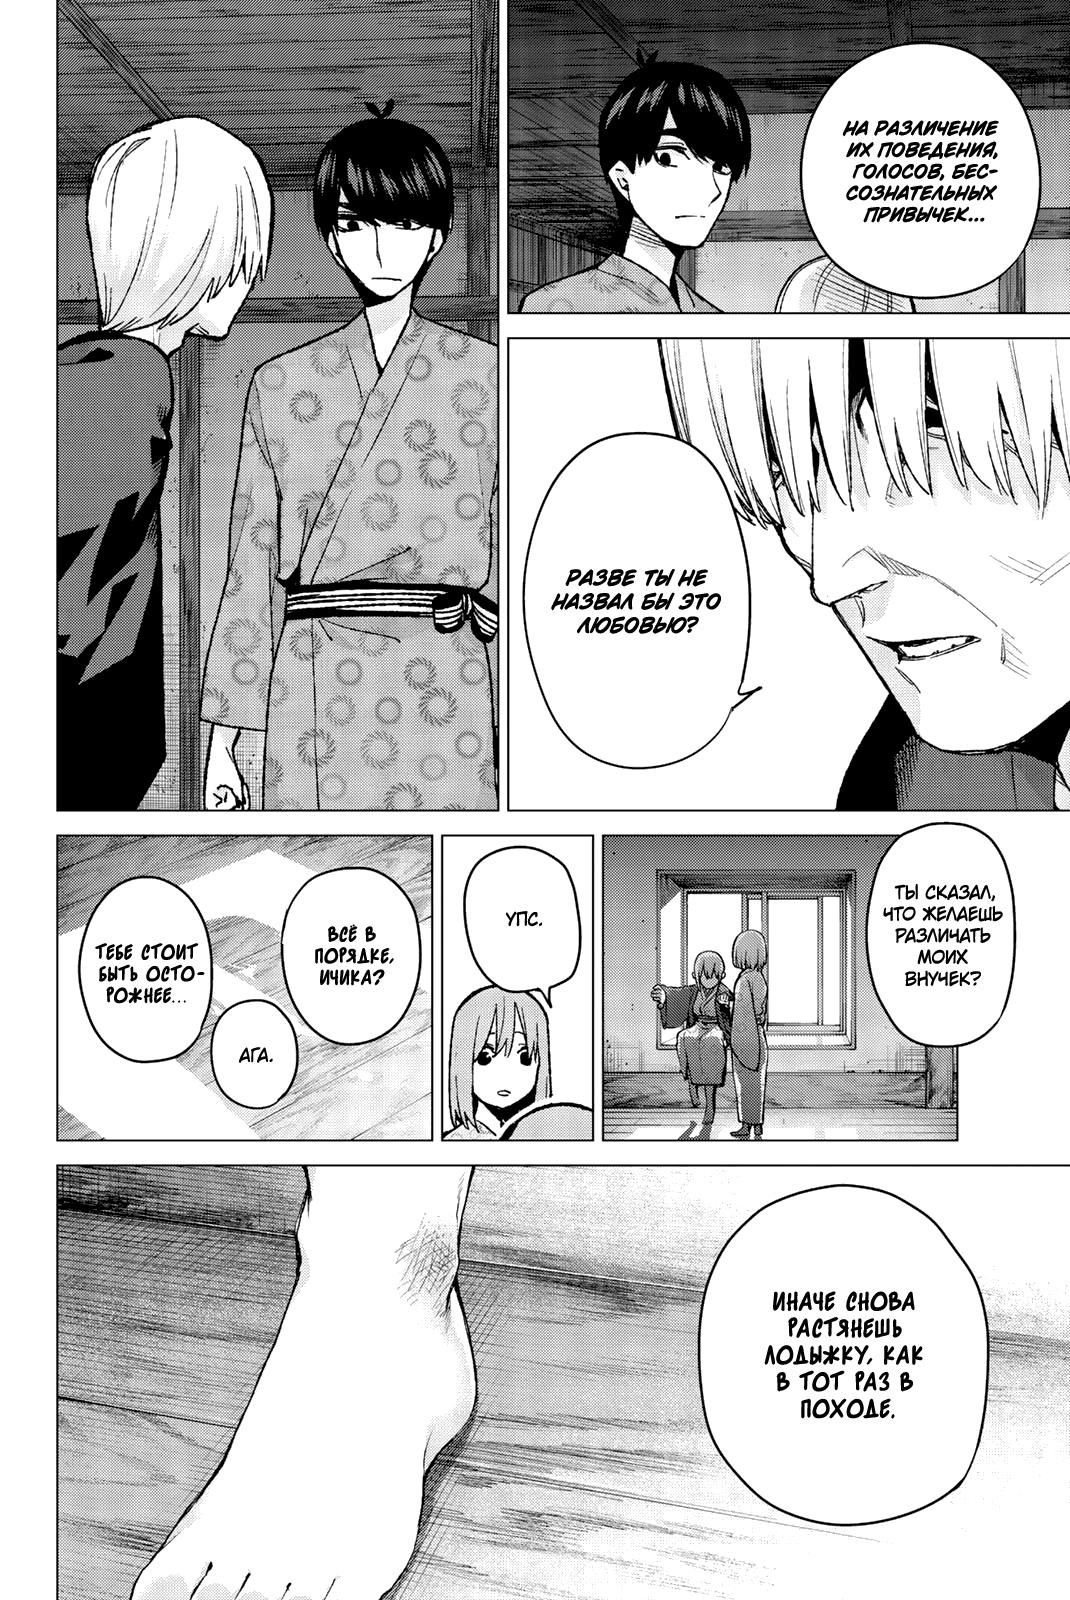 НА РАЗЛИЧЕНИЕ
ИХ ПОВЕДЕНИЯ,
ГОЛОСОВ, БЕС-
СОЗНАТЕЛЬНЫХ
ПРИВЫЧЕК...
РАЗВЕ ТЫ НЕ
НАЗВАЛ БЫ ЭТО
ЛЮБОВЬЮ?
ТЫ СКАЗАЛ,
ЧТО ЖЕЛАЕШЬ
РАЗЛИЧАТЬ
МОИХ
ВНУЧЕК?
УПС.
ВСЁ В
ПОРЯДКЕ,
ИЧИКА?
АГА.
ТЕБЕ СТОИТ
БЫТЬ ОСТО-
РОЖНЕЕ...
ИНАЧЕ СНОВА
РАСТЯНЕШЬ
ЛОДЫЖКУ, КАК
В ТОТ РАЗ В
ПОХОДЕ.